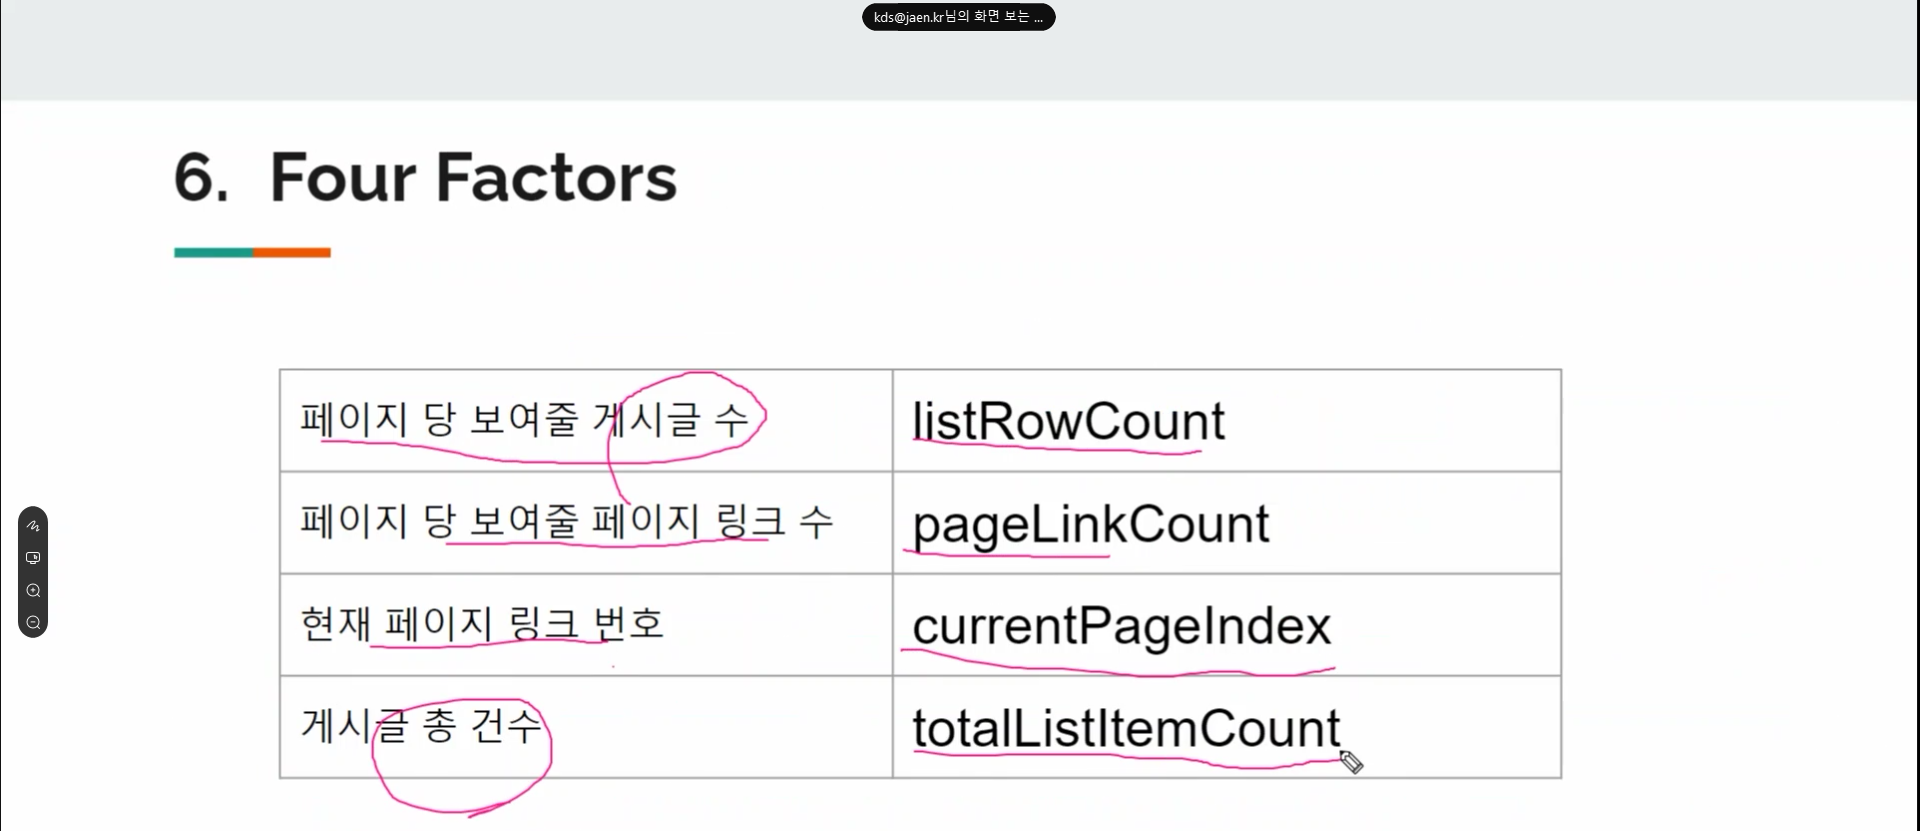 kds@jaen.kr님의 화면 보는 ...
6. Four Factors
페이지 당 보여줄 게시글 수 listRowCount
페이지 당 보여줄 페이지 링크 수 pageLinkCount
현재 페이지 링크 번호 currentPageIndex
게시글 총 건수 totalListItemCount